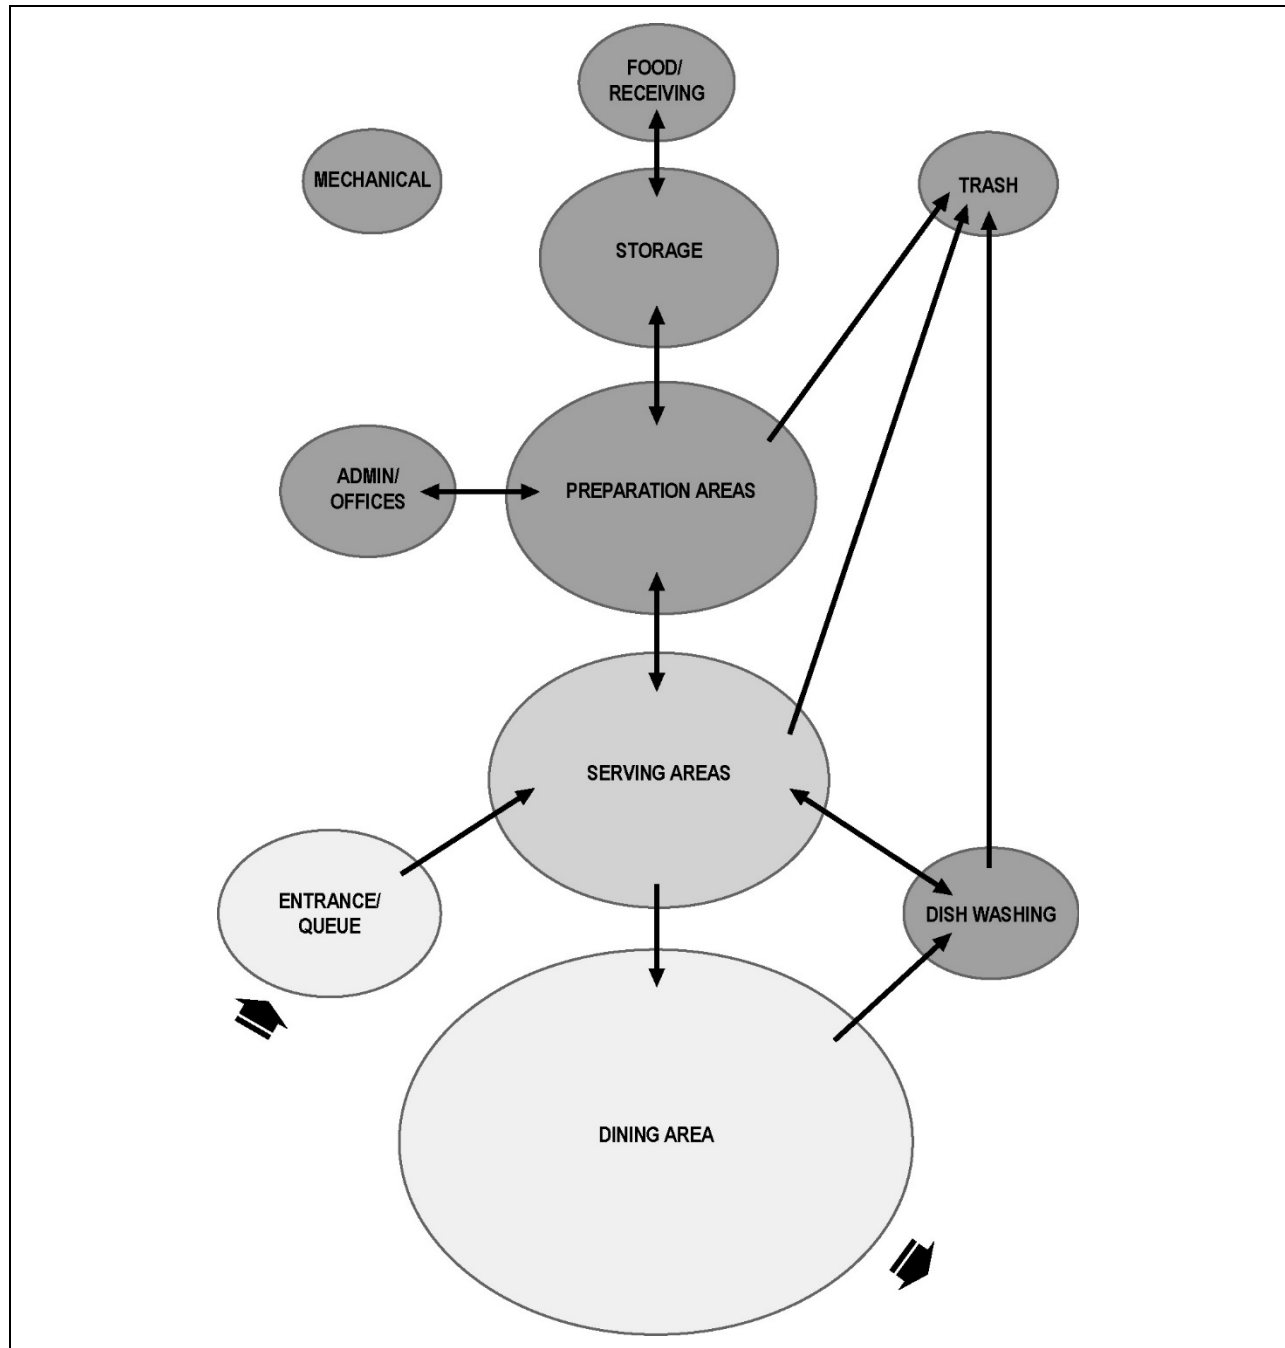 FOOD/
RECEIVING
MECHANICAL
TRASH
STORAGE
ADMIN/
OFFICES
PREPARATION AREAS
SERVING AREAS
ENTRANCE/
QUEUE
DISH WASHING
DINING AREA